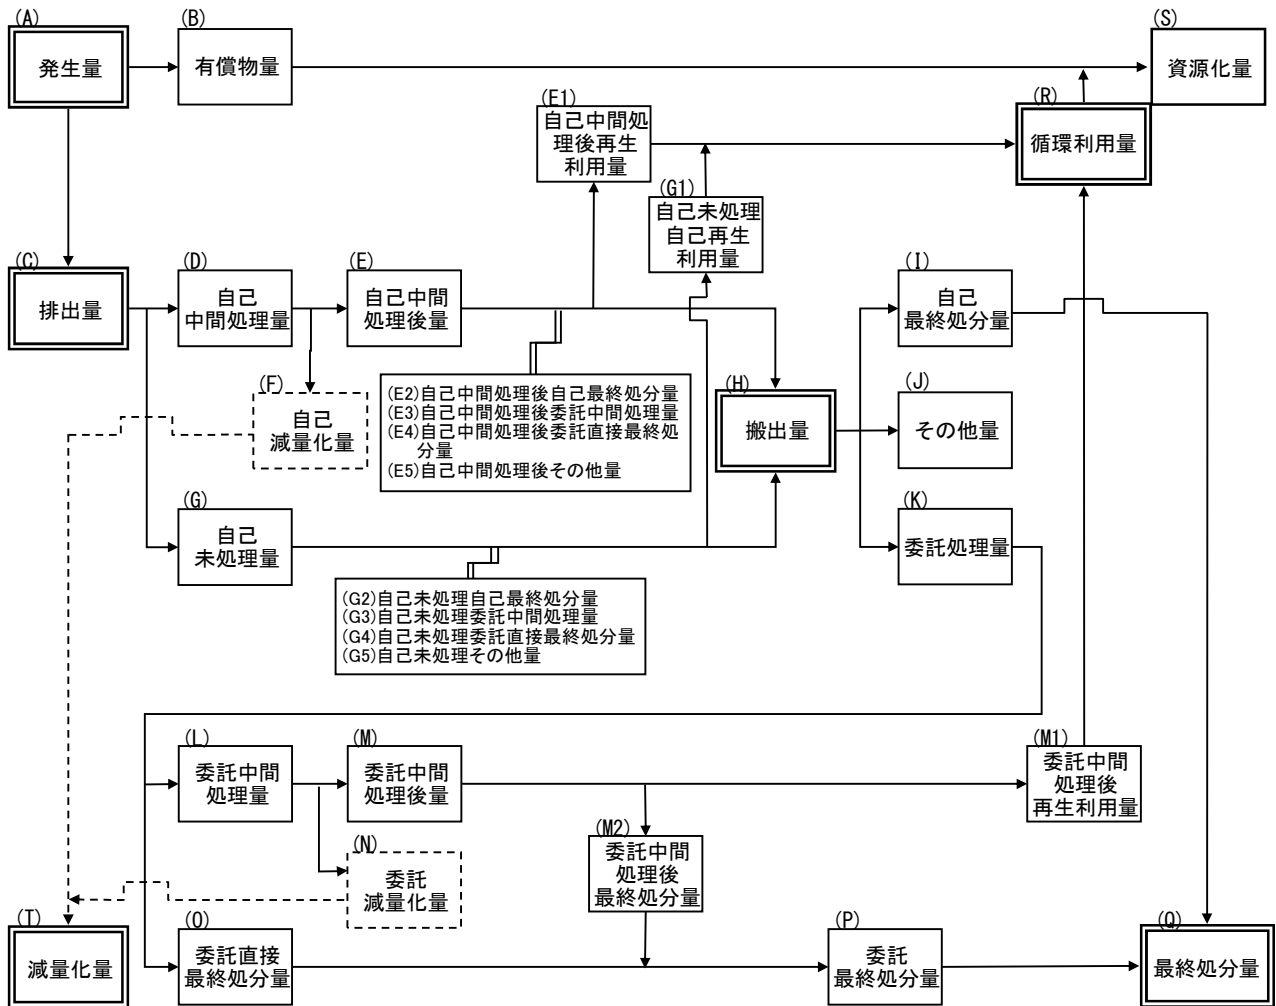 (A)
発生量
(B)
有償物量
(S)
資源化量
(E1)
自己中間処
理後再生
利用量
(R)
循環利用量
(G1)
自己未処理
自己再生
利用量
(C)
排出量
(D)
自己
中間処理量
(E)
自己中間
処理後量
(I)
自己
最終処分量
(F)
自己
減量化量
(E2)自己中間処理後自己最終処分量
(E3)自己中間処理後委託中間処理量
(E4)自己中間処理後委託直接最終処
分量
(E5)自己中間処理後その他量
(H)
搬出量
(J)
その他量
(G)
自己
未処理量
(K)
委託処理量
(G2)自己未処理自己最終処分量
(G3)自己未処理委託中間処理量
(G4)自己未処理委託直接最終処分量
(G5)自己未処理その他量
(L)
委託中間
処理量
(M)
委託中間
処理後量
(M1)
委託中間
処理後
再生利用量
(M2)
委託中間
処理後
最終処分量
(N)
委託
減量化量
(T)
減量化量
(O)
委託直接
最終処分量
(P)
委託
最終処分量
(Q)
最終処分量